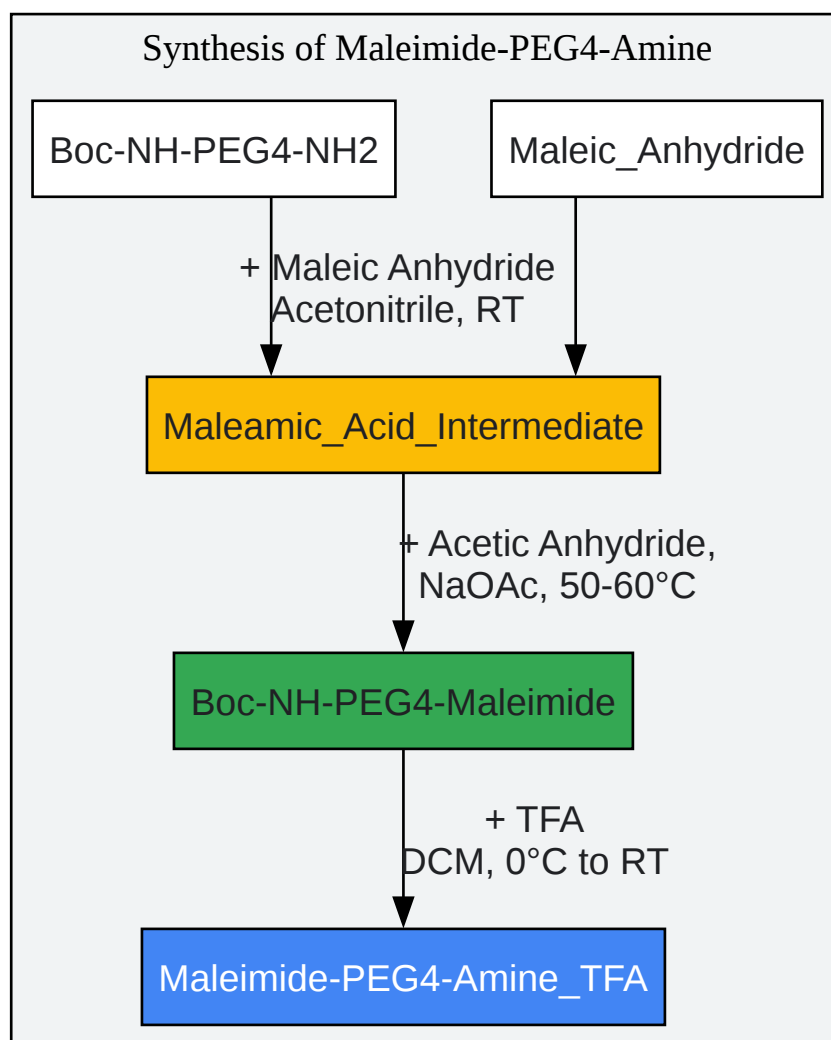 Synthesis of Maleimide-PEG4-Amine
Boc-NH-PEG4-NH2
Maleic_Anhydride
+ Maleic Anhydride
Acetonitrile, RT
Maleamic_Acid_Intermediate
+ Acetic Anhydride,
NaOAc, 50-60°C
Boc-NH-PEG4-Maleimide
+ TFA
DCM, 0°C to RT
Maleimide-PEG4-Amine_TFA